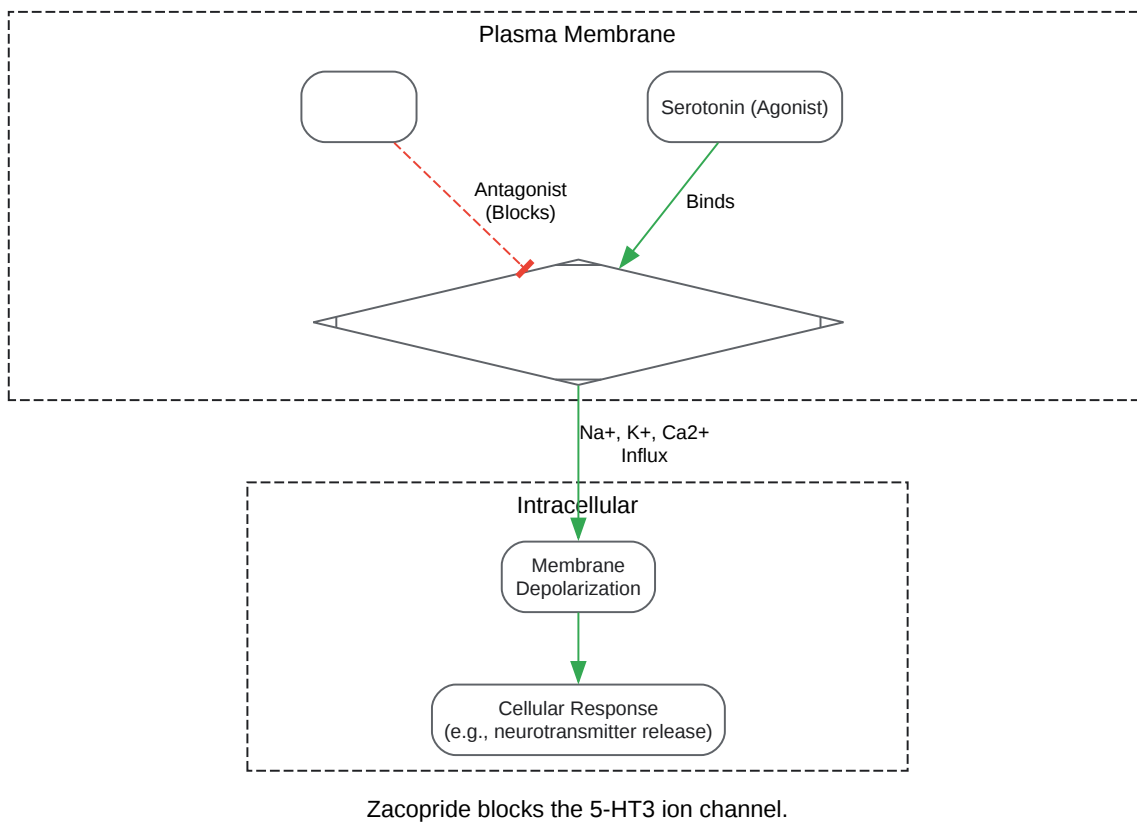 Plasma Membrane
Serotonin (Agonist)
Antagonist
(Blocks)
Binds
Na+, K+, Ca2+
Influx
Intracellular
Membrane
Depolarization
Cellular Response
(e.g., neurotransmitter release)
Zacopride blocks the 5-HT3 ion channel.